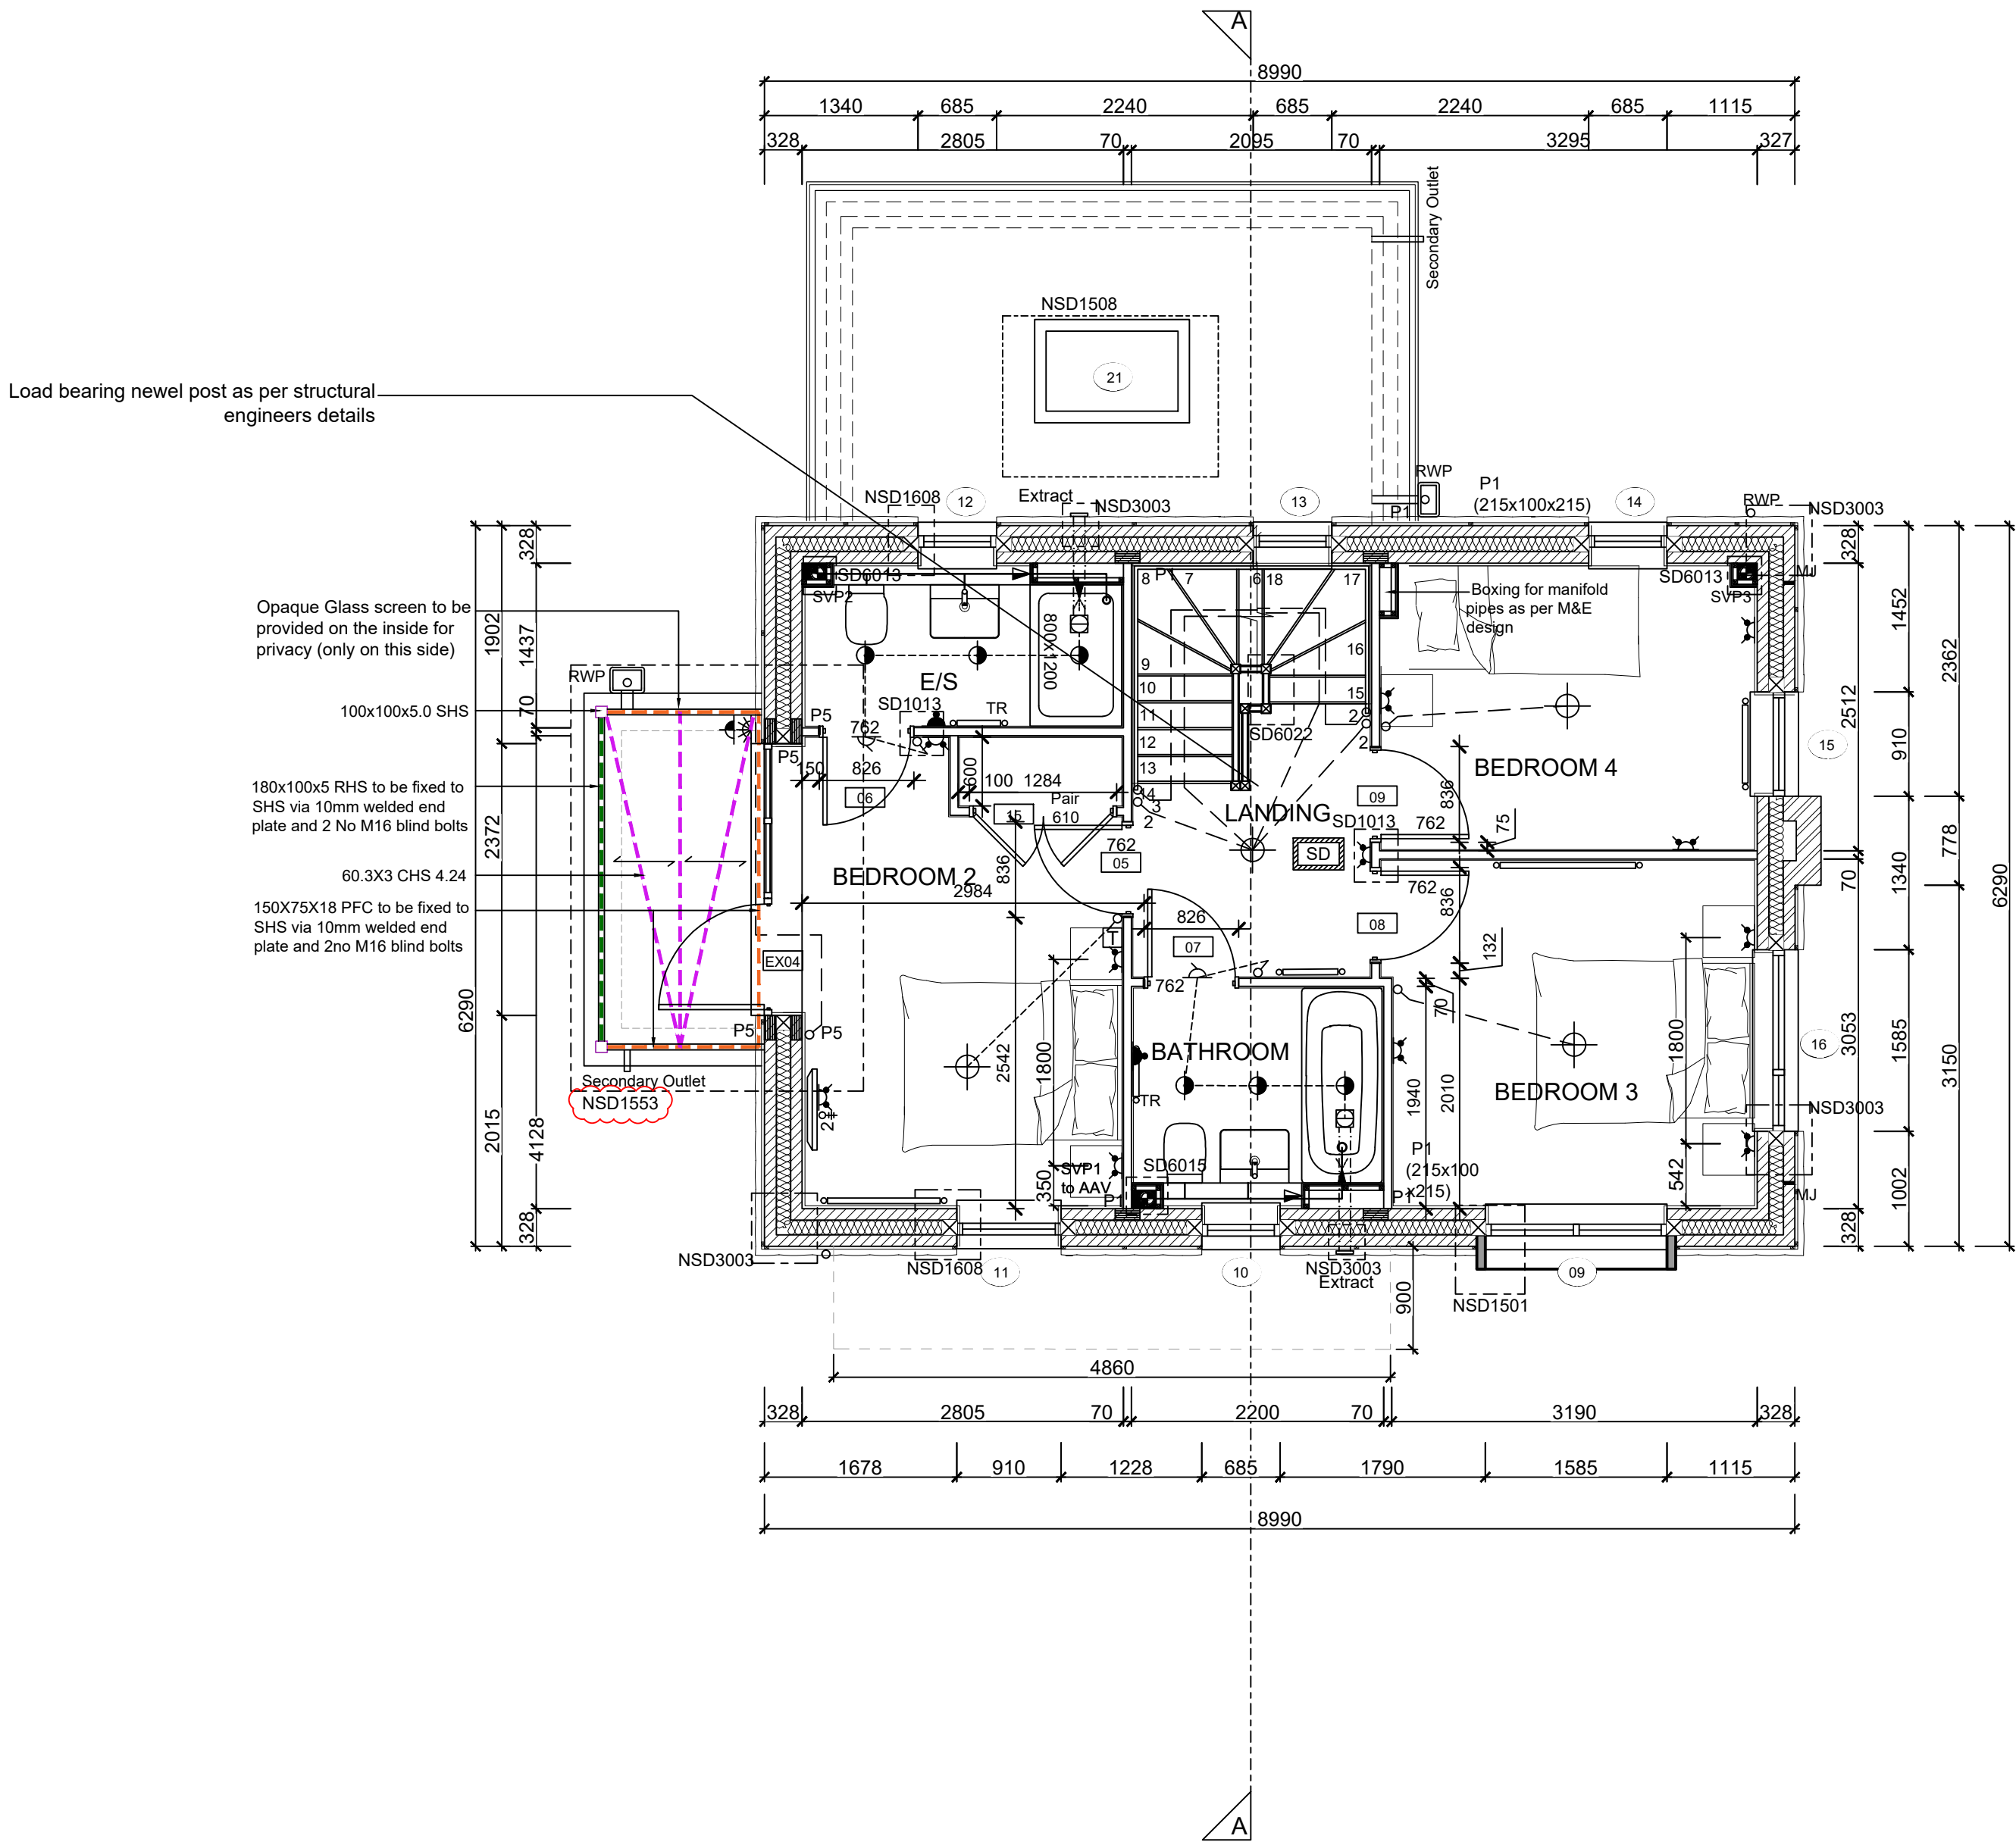 A
8990
1340 685 2240 685 2240 685 1115
328 2805 70 2095 70 3295 327
Secondary Outlet
NSD1508
21
Load bearing newel post as per structural
engineers details
RWP
P1
(215x100x215)
P1
NSD1608
12
Extract
NSD3003
13
14
RWP
NSD3003
328
SD6013
SVP2
P1
8 7 6 18 17
SD6013
SVP3
MJ
328
Boxing for manifold
pipes as per M&E
design
Opaque Glass screen to be
provided on the inside for
privacy (only on this side)
1902
1437
70
800x1200
9
10
11
12
13
14
16
15
2
2
3
2
1452
2362
2512
910
15
RWP
E/S
SD1013
TR
P5
762
P5
SD6022
100x100x5.0 SHS
150 826
600
100 1284
06
15
Pair
610
BEDROOM 4
180x100x5 RHS to be fixed to
SHS via 10mm welded end
plate and 2 No M16 blind bolts
2372
LANDING
09
836
SD1013
762
75
762
05
SD
778
60.3X3 CHS 4.24
BEDROOM 2
2984
836
762
836
70
1340
6290
150X75X18 PFC to be fixed to
SHS via 10mm welded end
plate and 2no M16 blind bolts
826
07
08
132
T
EX04
762
70
6290
P5
P5
2542
1800
BATHROOM
TR
1940
2010
BEDROOM 3
1800
16
3053
1585
3150
Secondary Outlet
NSD1553
2
2015
4128
NSD3003
SVP1
to AAV
350
SD6015
P1
P1
(215x100
x215)
P1
542
MJ
1002
328
328
NSD3003
NSD1608
11
10
NSD3003
Extract
900
NSD1501
09
4860
328 2805 70 2200 70 3190 328
1678 910 1228 685 1790 1585 1115
8990
A